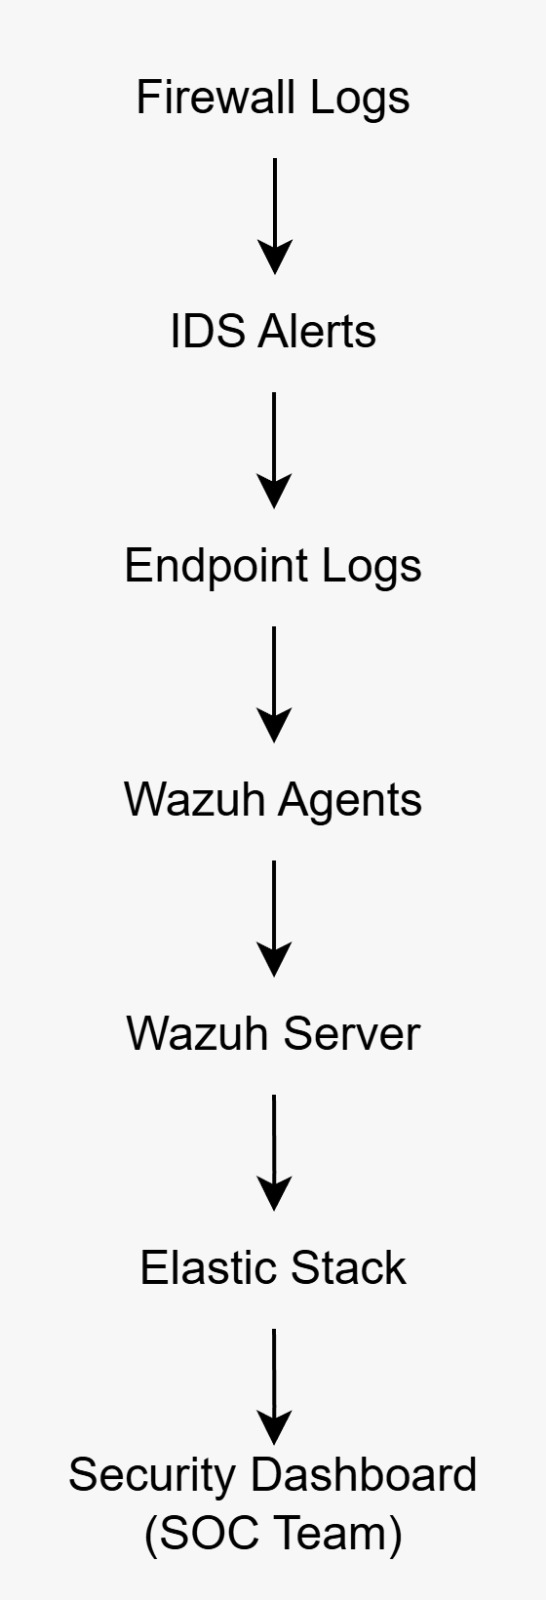 Firewall Logs
IDS Alerts
Endpoint Logs
Wazuh Agents
Wazuh Server
Elastic Stack
Security Dashboard
(SOC Team)